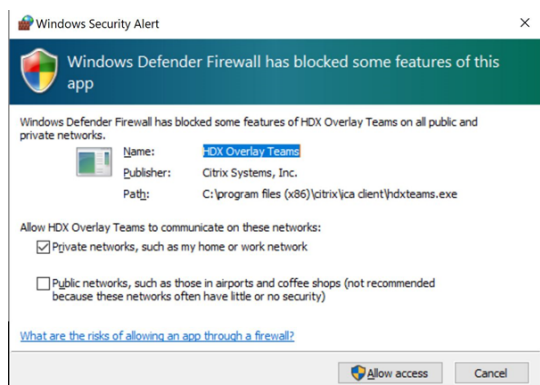 Windows Security Alert
Windows Defender Firewall has blocked some features of this
app
Windows Defender Firewall has blocked some features of HDX Overlay Teams on all public and
private networks.
Name: HDX Overlay Teams
Publisher: Citrix Systems, Inc.
Path: C:\program files (x86)\citrix\ica client\hdxteams.exe
Allow HDX Overlay Teams to communicate on these networks:
Private networks, such as my home or work network
Public networks, such as those in airports and coffee shops (not recommended
because these networks often have little or no security)
What are the risks of allowing an app through a firewall?
Allow access Cancel